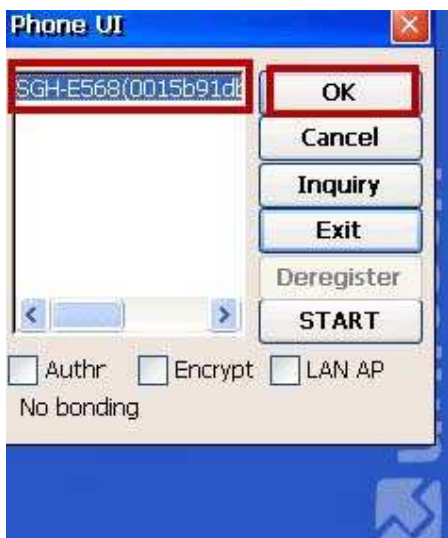 Phone UI
SGH-E568(0015b91d
OK
Cancel
Inquiry
Exit
Deregister
START
Authr
Encrypt
LAN AP
No bonding